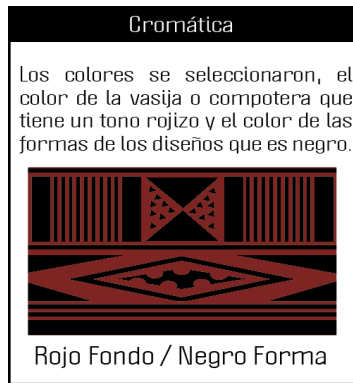 Cromática
Los colores se seleccionaron, el
color de la vasija o compotera que
tiene un tono rojizo y el color de las
formas de los diseños que es negro.
Rojo Fondo / Negro Forma